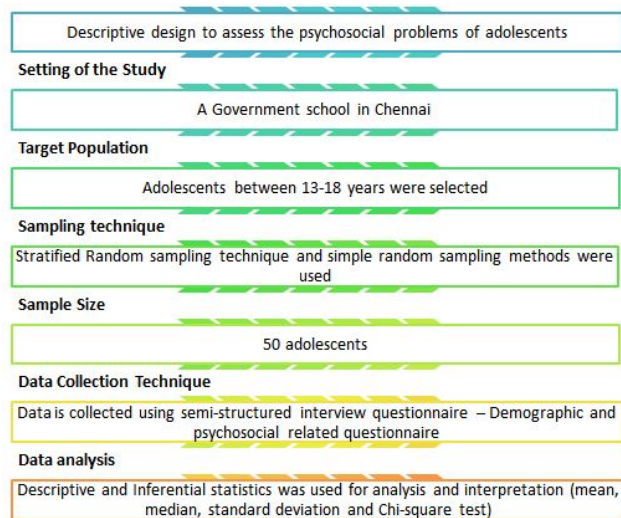 Descriptive design to assess the psychosocial problems of adolescents
Setting of the Study
A Government school in Chennai
Target Population
Adolescents between 13-18 years were selected
Sampling technique
Stratified Random sampling technique and simple random sampling methods were
used
Sample Size
50 adolescents
Data Collection Technique
Data is collected using semi-structured interview questionnaire – Demographic and
psychosocial related questionnaire
Data analysis
Descriptive and Inferential statistics was used for analysis and interpretation (mean,
median, standard deviation and Chi-square test)